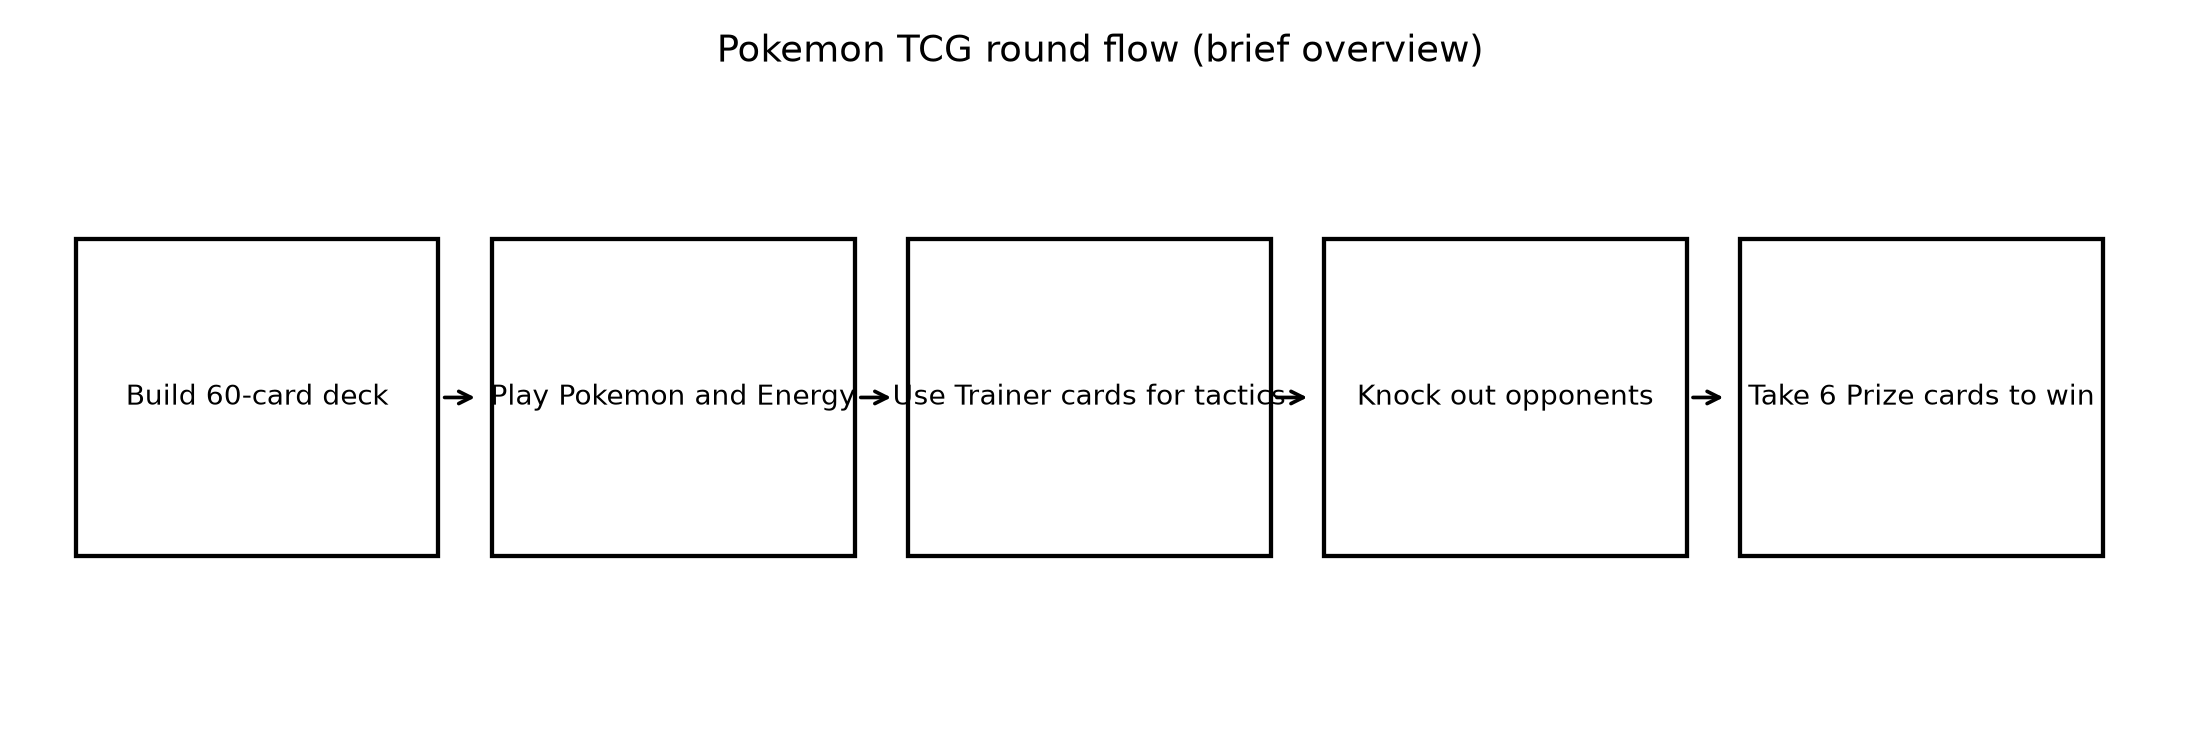 Pokemon TCG round flow (brief overview)
Build 60-card deck
Play Pokemon and Energy
Use Trainer cards for tactics
Knock out opponents
Take 6 Prize cards to win